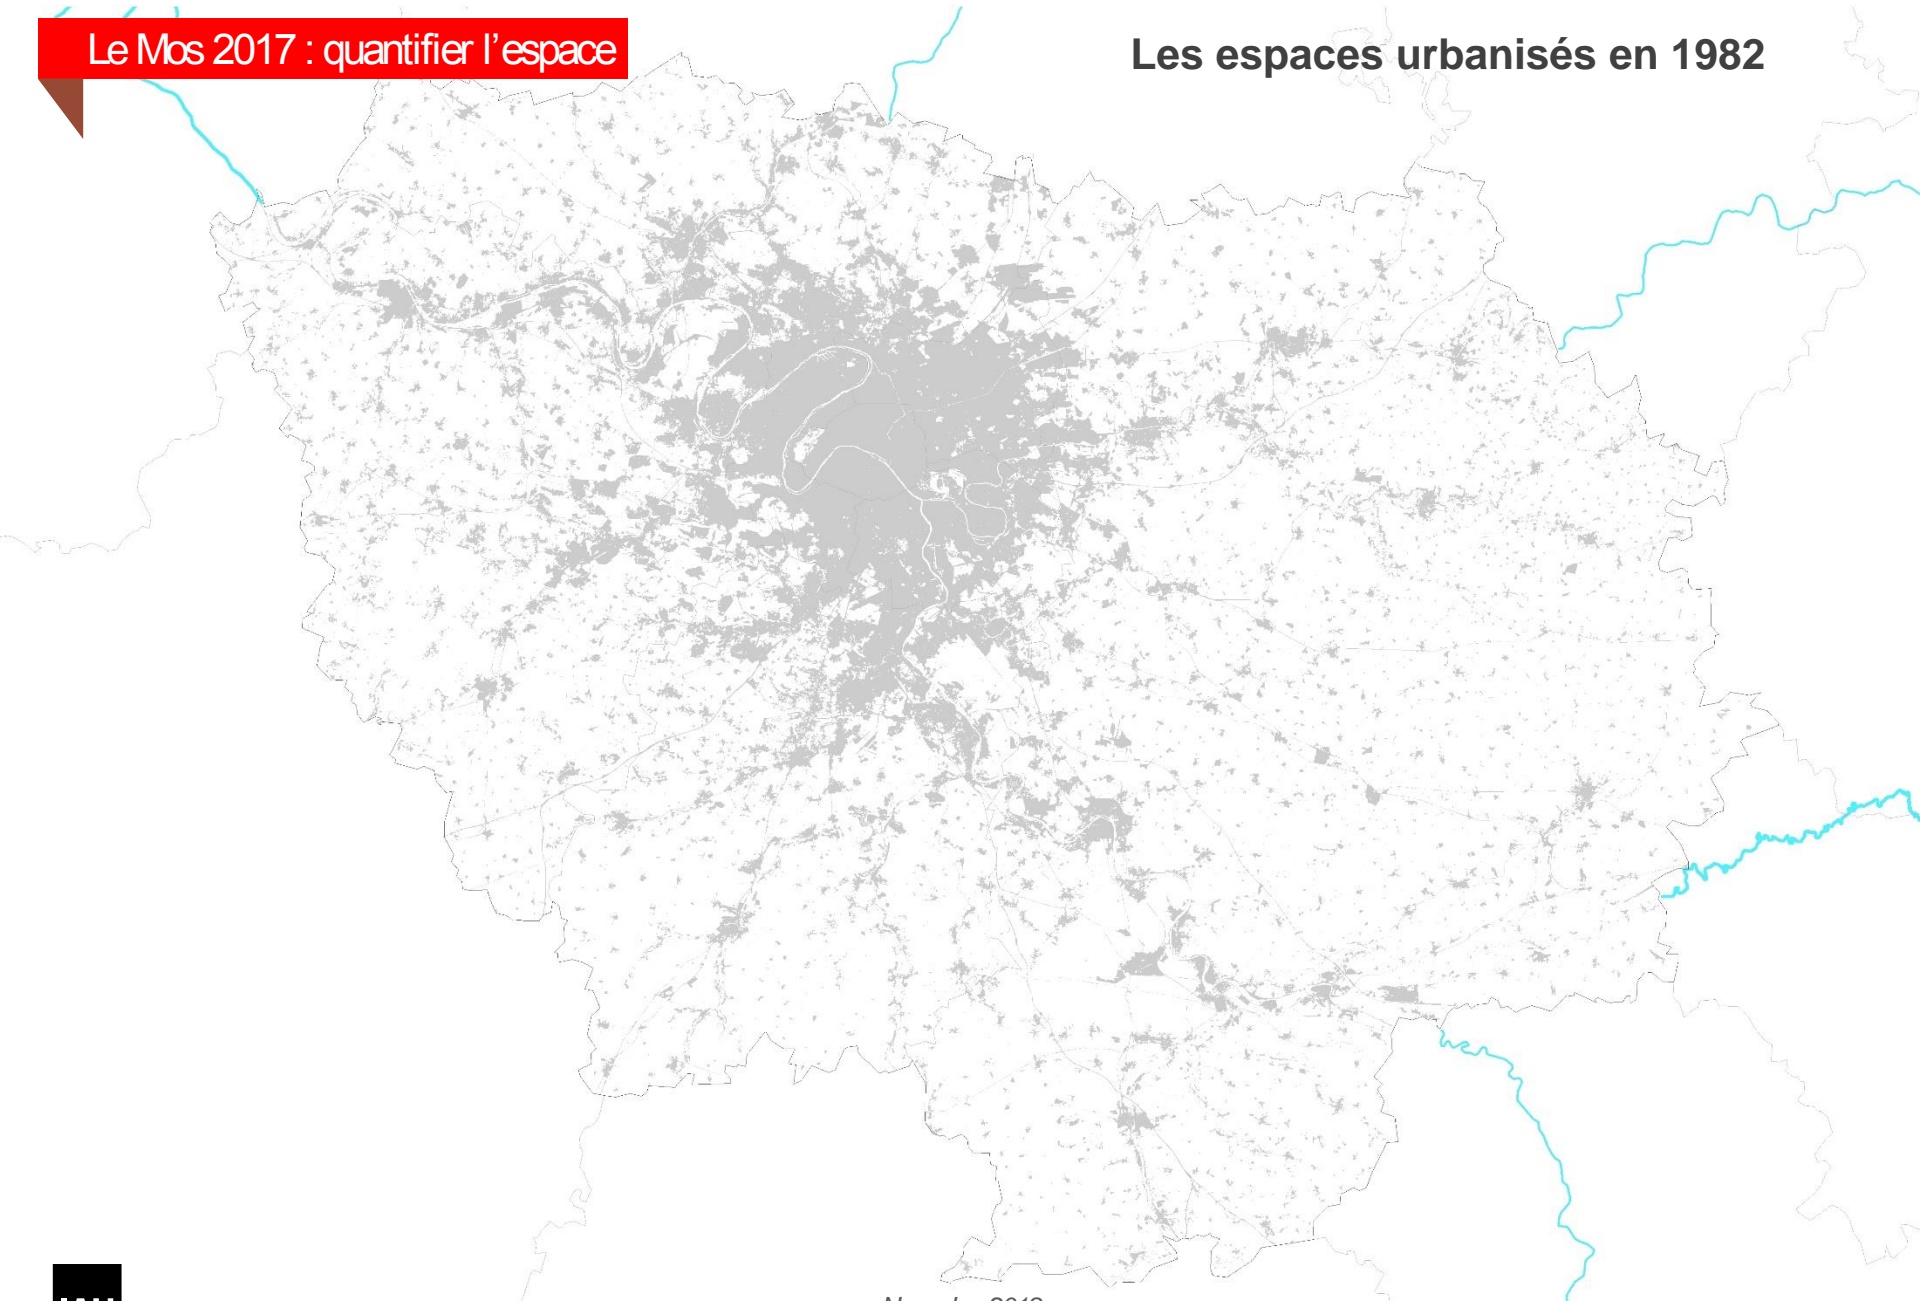 Le Mos 2017 : quantifier l'espace
Les espaces urbanisés en 1982